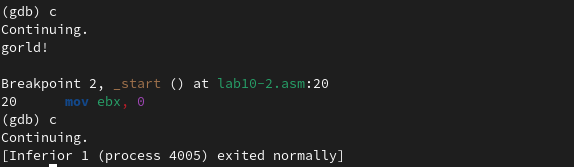 (gdb) c
Continuing.
gorld!
Breakpoint 2, _start () at lab10-2.asm:20
20 mov ebx, 0
(gdb) c
Continuing.
[Inferior 1 (process 4005) exited normally]